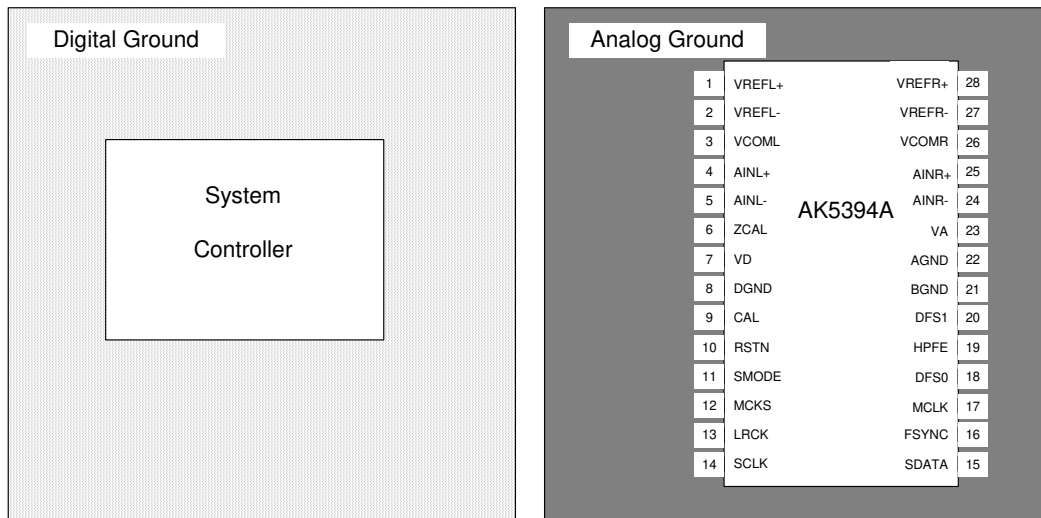 Digital Ground
System
Controller
Analog Ground
AK5394A
1 VREFL+ VREFR+ 28
2 VREFL- VREFR- 27
3 VCOML VCOMR 26
4 AINL+ AINR+ 25
5 AINL- AINR- 24
6 ZCAL VA 23
7 VD AGND 22
8 DGND BGND 21
9 CAL DFS1 20
10 RSTN HPFE 19
11 SMODE DFS0 18
12 MCKS MCLK 17
13 LRCK FSYNC 16
14 SCLK SDATA 15